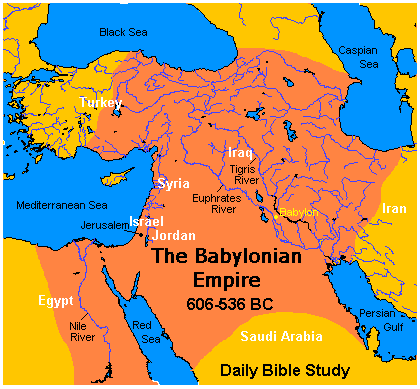 Black Sea
Caspian
Sea
Turkey
Iraq
Tigris
River
Syria
Euphrates
River
Mediterranean Sea
Babylon
Iran
Jerusalem
Israel
Jordan
The Babylonian
Empire
606-536 BC
Egypt
Nile
River
Red
Sea
Persian
Gulf
Saudi Arabia
Daily Bible Study